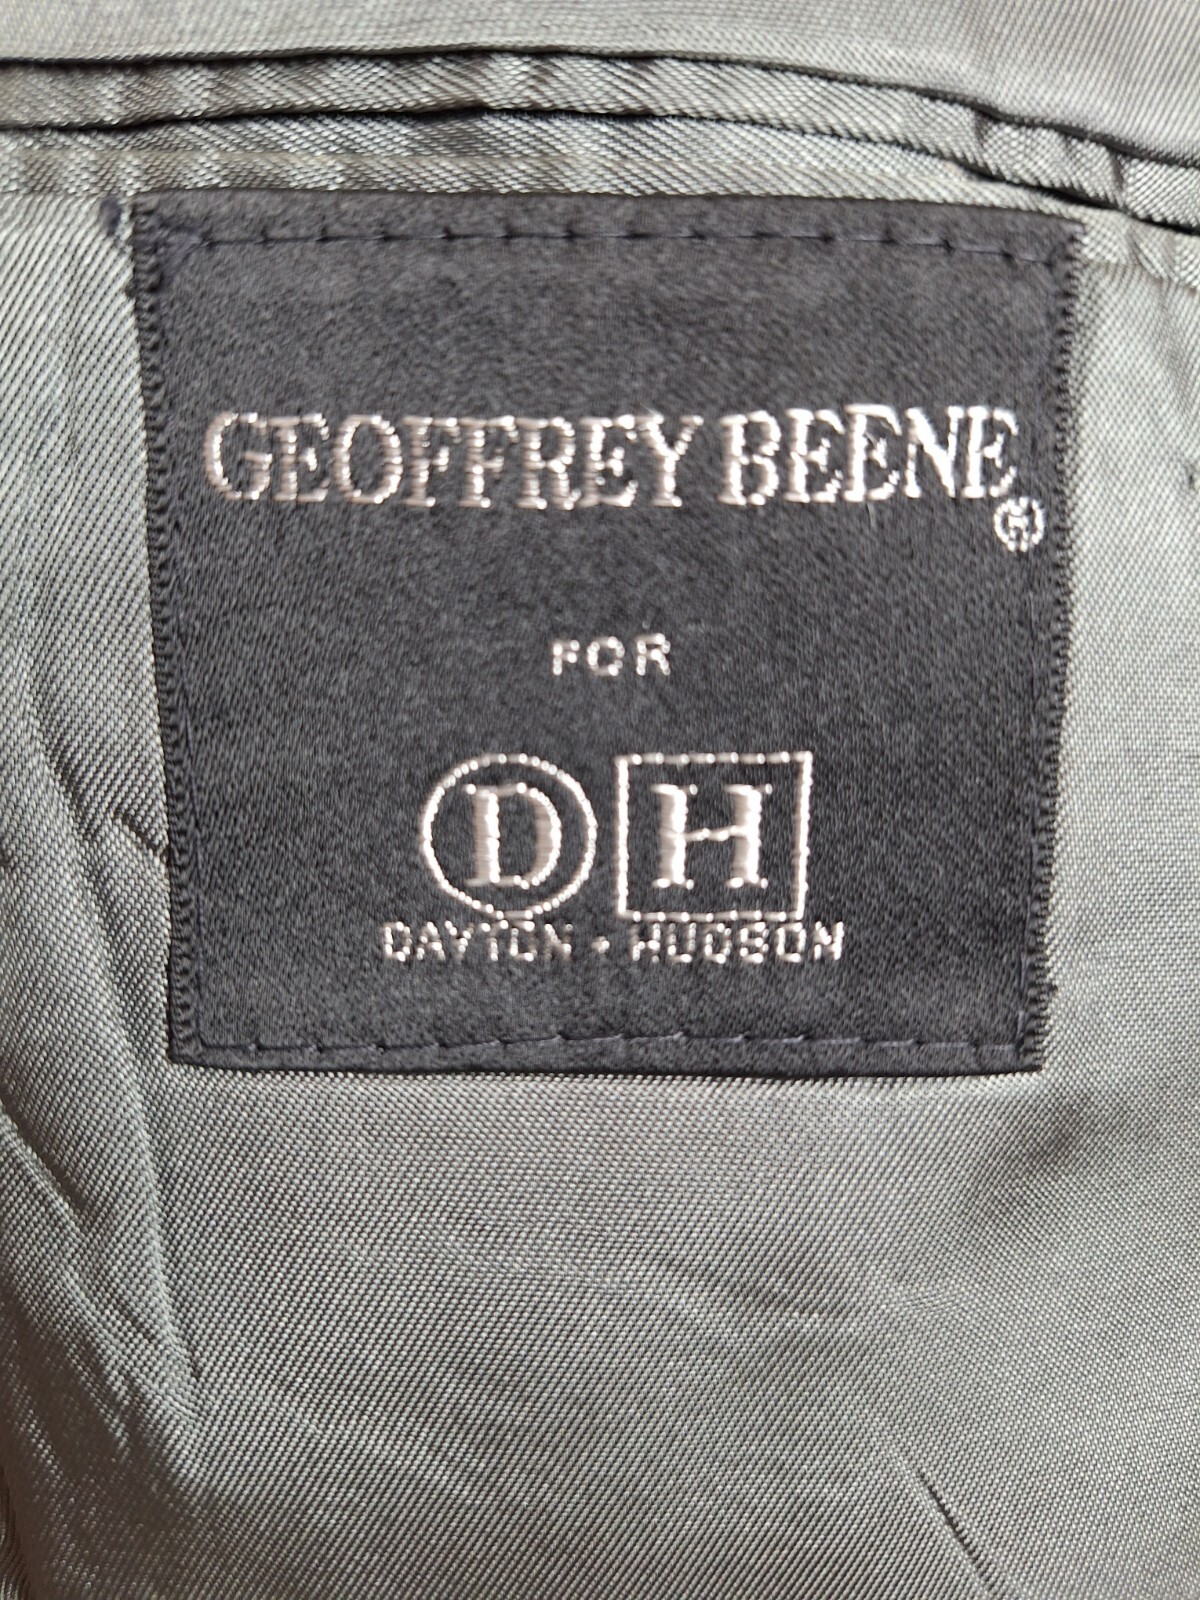 GEOFFREY BEENE®
FOR
D H
DAYTON • HUDSON